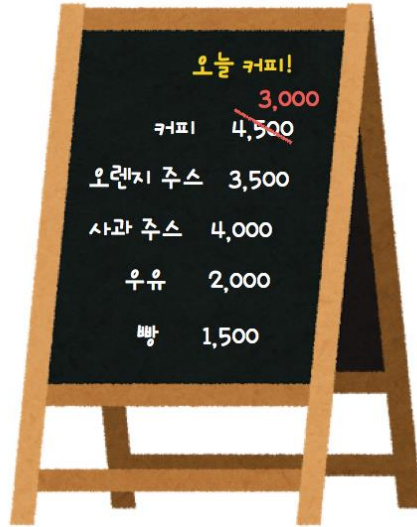 오늘 커피!
3,000
커피 4,500
오렌지 주스 3,500
사과 주스 4,000
우유 2,000
빵 1,500